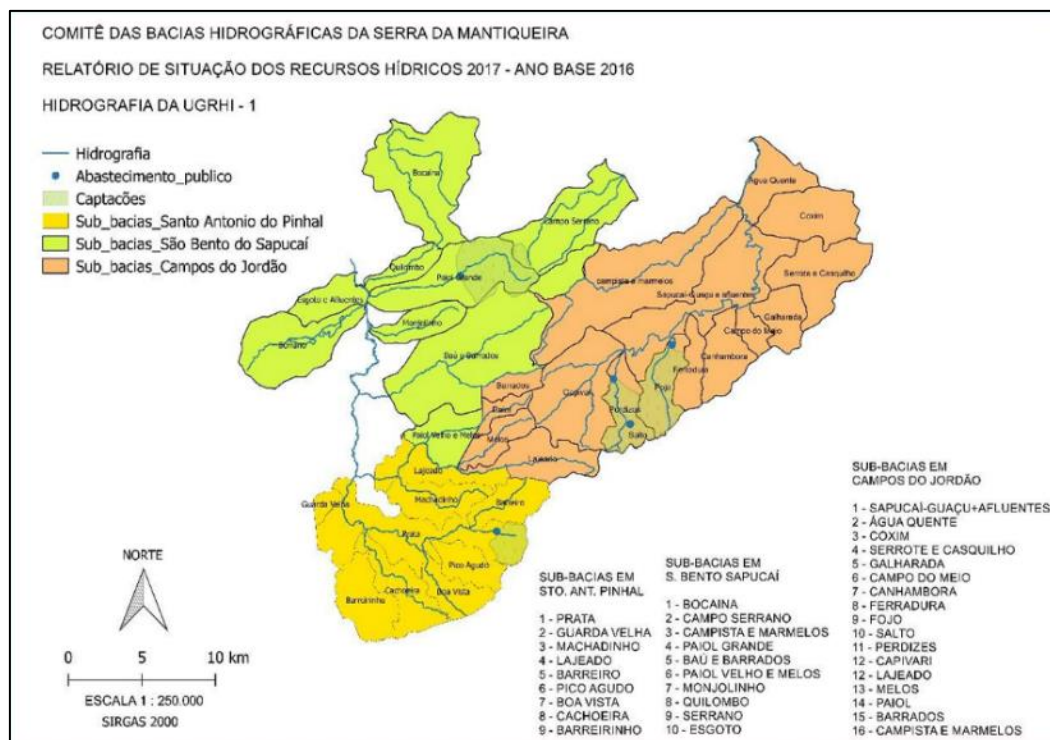 COMITÊ DAS BACIAS HIDROGRÁFICAS DA SERRA DA MANTIQUEIRA
RELATÓRIO DE SITUAÇÃO DOS RECURSOS HÍDRICOS 2017 - ANO BASE 2016
HIDROGRAFIA DA UGRHI - 1
Hidrografia
Abastecimento_publico
Captacões
Sub_bacias_Santo Antonio do Pinhal
Sub_bacias_São Bento do Sapucaí
Sub_bacias_Campos do Jordão
Bocaina
Água Quente
Coxim
Campo Serrano
Quilombo
Paiol Grande
Serrote e Casquilho
campista e marmelos
Sapucaí-Guaçu e afluentes
Esgoto e Afluentes
Monjolinho
Galharada
Campo do Meio
Serrano
Baú e Barrados
Canhambora
Ferradura
Barrados
Capivari
Fojo
Paiol
Perdizes
Melos
Salto
Paiol Velho e Melos
Lajeado
Lajeado
Machadinho
Barreiro
Guarda Velha
Prata
Pico Agudo
Cachoeira
Boa Vista
Barreirinho
NORTE
0 5 10 km
ESCALA 1 : 250.000
SIRGAS 2000
SUB-BACIAS EM
STO. ANT. PINHAL
1 - PRATA
2 - GUARDA VELHA
3 - MACHADINHO
4 - LAJEADO
5 - BARREIRO
6 - PICO AGUDO
7 - BOA VISTA
8 - CACHOEIRA
9 - BARREIRINHO
SUB-BACIAS EM
S. BENTO SAPUCAÍ
1 - BOCAINA
2 - CAMPO SERRANO
3 - CAMPISTA E MARMELOS
4 - PAIOL GRANDE
5 - BAÚ E BARRADOS
6 - PAIOL VELHO E MELOS
7 - MONJOLINHO
8 - QUILOMBO
9 - SERRANO
10 - ESGOTO
SUB-BACIAS EM
CAMPOS DO JORDÃO
1 - SAPUCAÍ-GUAÇU+AFLUENTES
2 - ÁGUA QUENTE
3 - COXIM
4 - SERROTE E CASQUILHO
5 - GALHARADA
6 - CAMPO DO MEIO
7 - CANHAMBORA
8 - FERRADURA
9 - FOJO
10 - SALTO
11 - PERDIZES
12 - CAPIVARI
12 - LAJEADO
13 - MELOS
14 - PAIOL
15 - BARRADOS
16 - CAMPISTA E MARMELOS